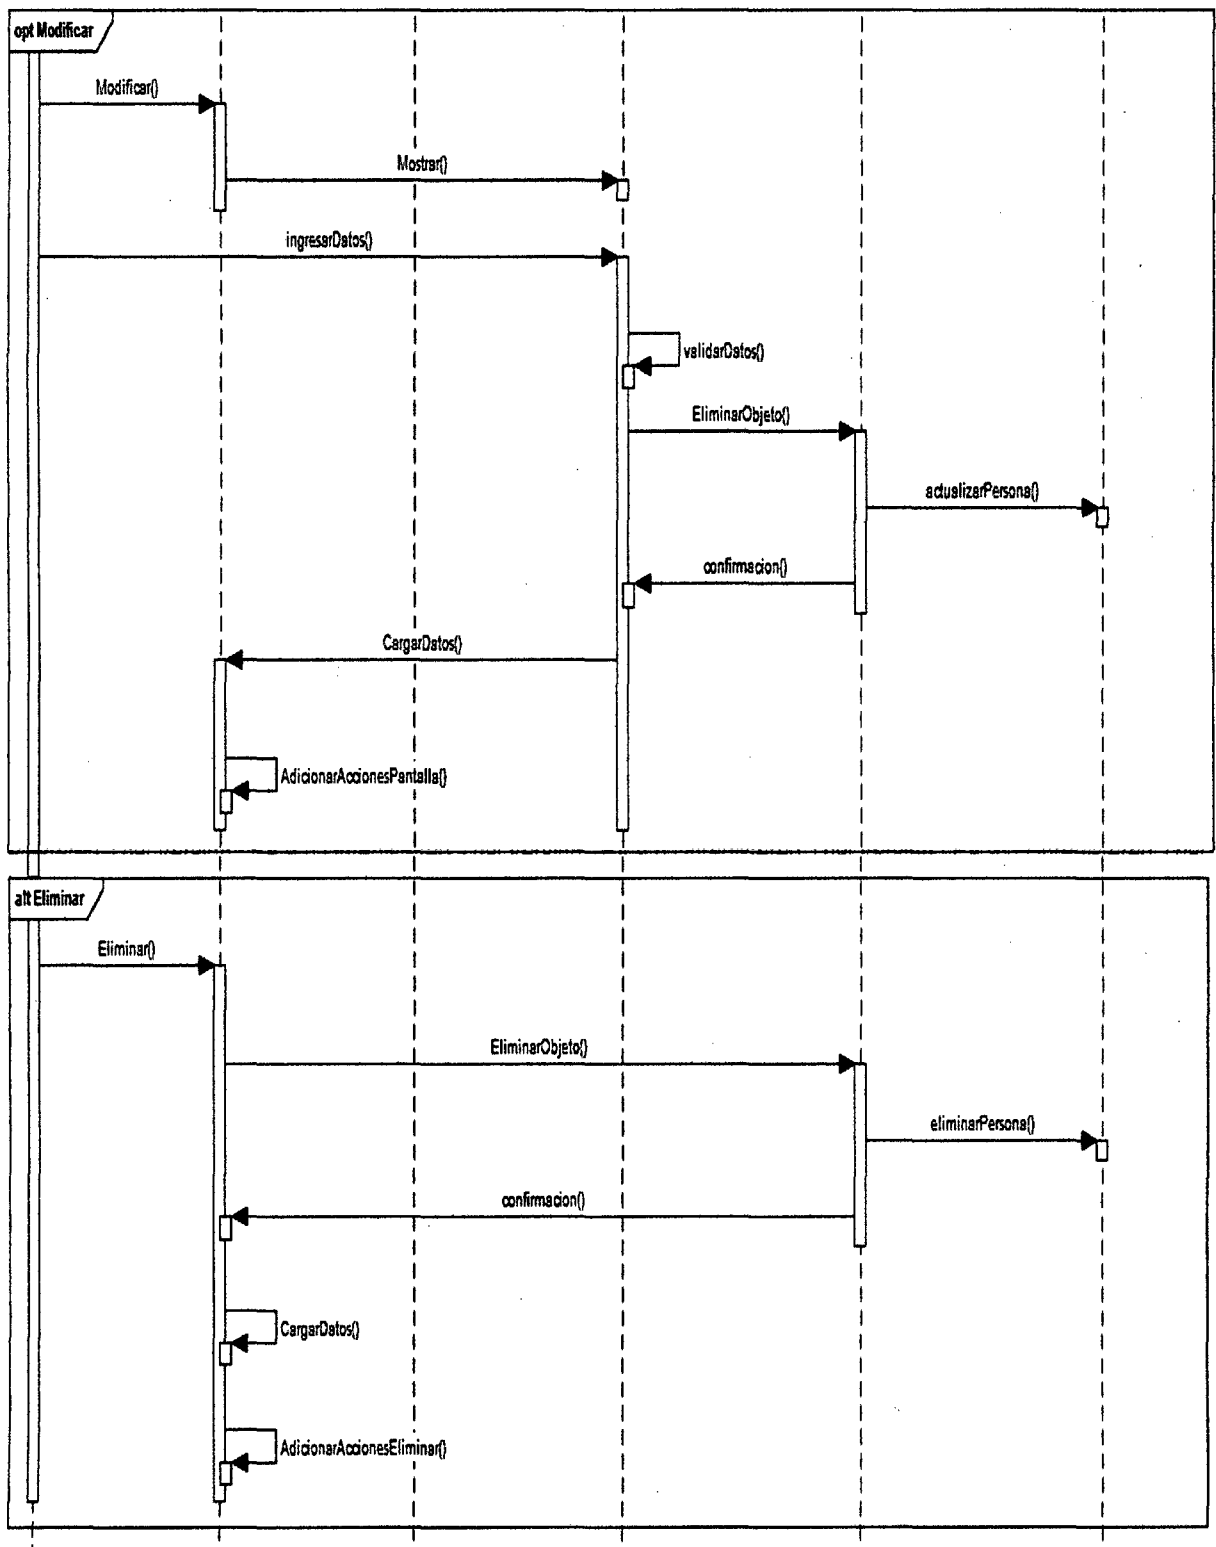 opt Modificar
Modificar()
Mostrar()
ingresarDatos()
validarDatos()
EliminarObjeto()
actualizarPersona()
confirmacion()
CargarDatos()
AdicionarAccionesPantalla()
alt Eliminar
Eliminar()
EliminarObjeto()
eliminarPersona()
confirmacion()
CargarDatos()
AdicionarAccionesEliminar()